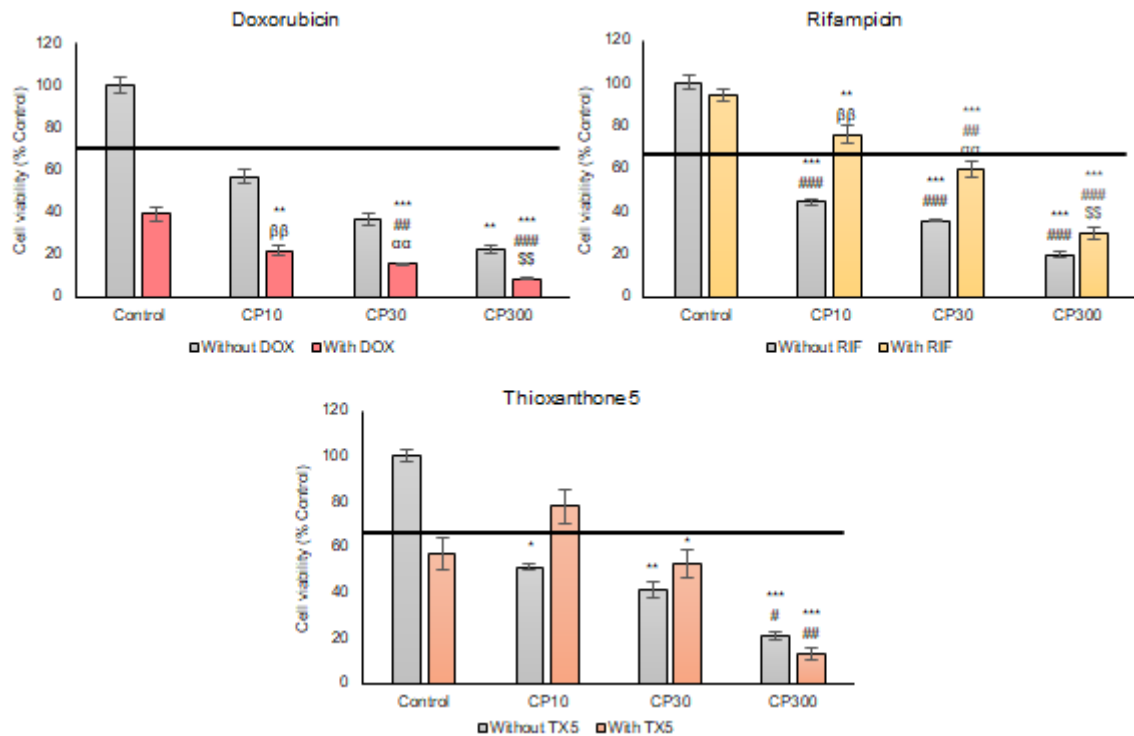 Doxorubicin
Cell viability (% Control)
120
100
80
60
40
20
0
**
ββ
***
##
αα
**
***
###
$$
Control CP10 CP30 CP300
Without DOX With DOX
Rifampicin
Cell viability (% Control)
120
100
80
60
40
20
0
***
###
**
ββ
***
###
***
##
αα
***
###
***
###
$$
Control CP10 CP30 CP300
Without RIF With RIF
Thioxanthone 5
Cell viability (% Control)
120
100
80
60
40
20
0
*
**
*
***
#
***
##
Control CP10 CP30 CP300
Without TX5 With TX5